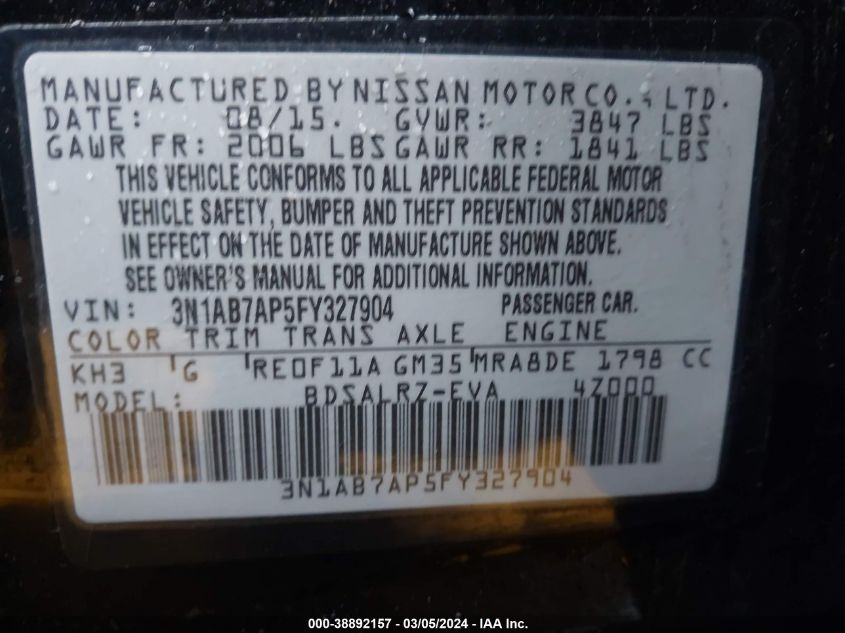 MANUFACTURED BY NISSAN MOTOR CO., LTD.
DATE: 08/15. GVWR: 3847 LBS
GAWR FR: 2006 LBS GAWR RR: 1841 LBS
THIS VEHICLE CONFORMS TO ALL APPLICABLE FEDERAL MOTOR
VEHICLE SAFETY, BUMPER AND THEFT PREVENTION STANDARDS
IN EFFECT ON THE DATE OF MANUFACTURE SHOWN ABOVE.
SEE OWNER'S MANUAL FOR ADDITIONAL INFORMATION.
VIN: 3N1AB7AP5FY327904 PASSENGER CAR.
COLOR TRIM TRANS AXLE ENGINE
KH3 G RE0F11A GM35 MRA8DE 1798 CC
MODEL: BDSALRZ-EVA 4Z000
3N1AB7AP5FY327904
000-38892157 / 03/05/2024 - IAA Inc.